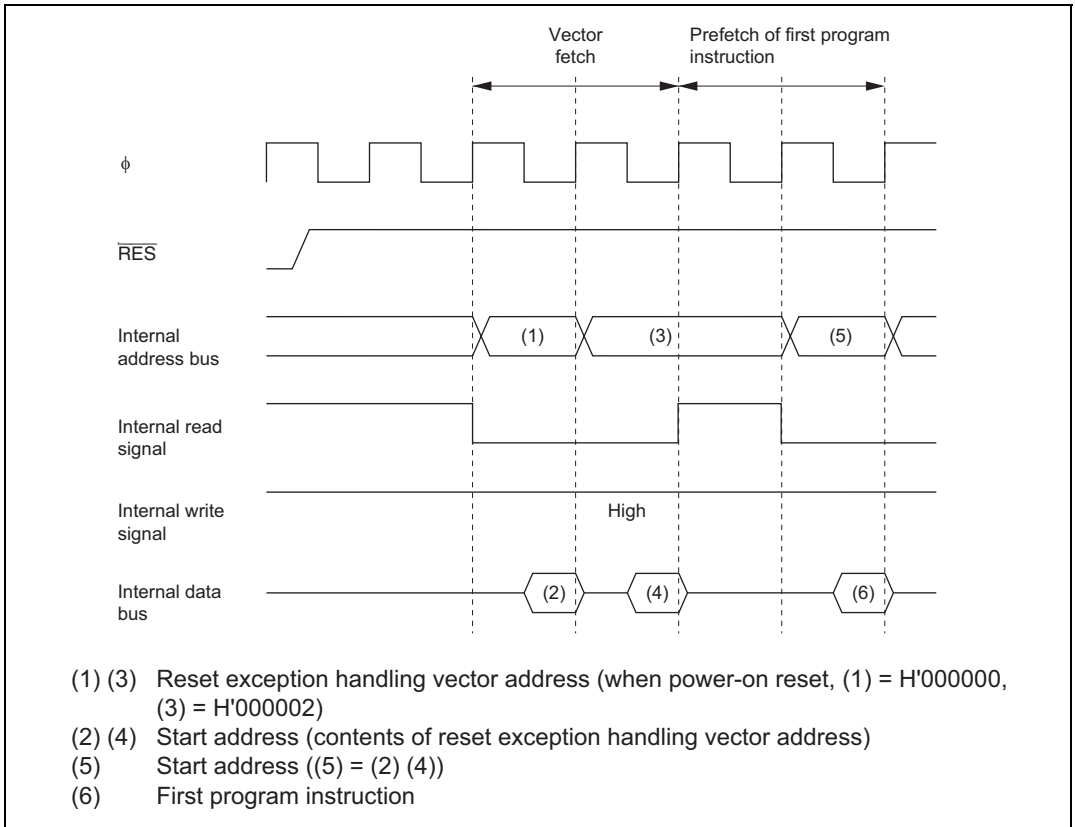 Vector
fetch
Prefetch of first program
instruction
ϕ
RES
Internal
address bus
(1)
(3)
(5)
Internal read
signal
Internal write
signal
High
Internal data
bus
(2)
(4)
(6)
(1) (3) Reset exception handling vector address (when power-on reset, (1) = H'000000,
(3) = H'000002)
(2) (4) Start address (contents of reset exception handling vector address)
(5) Start address ((5) = (2) (4))
(6) First program instruction